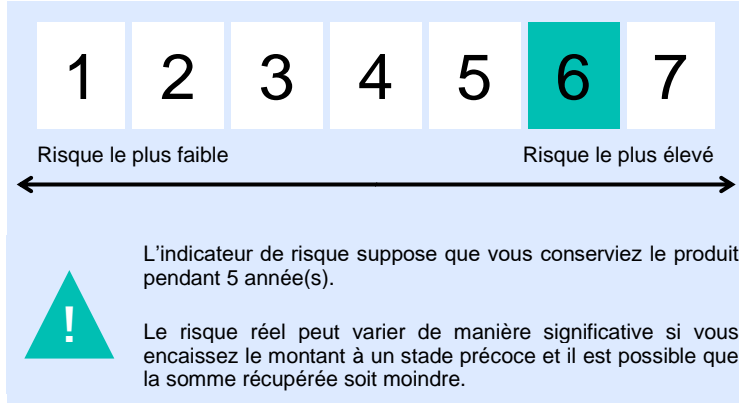 1 2 3 4 5 6 7
Risque le plus faible Risque le plus élevé
L’indicateur de risque suppose que vous conserviez le produit
pendant 5 année(s).
!
Le risque réel peut varier de manière significative si vous
encaissez le montant à un stade précoce et il est possible que
la somme récupérée soit moindre.